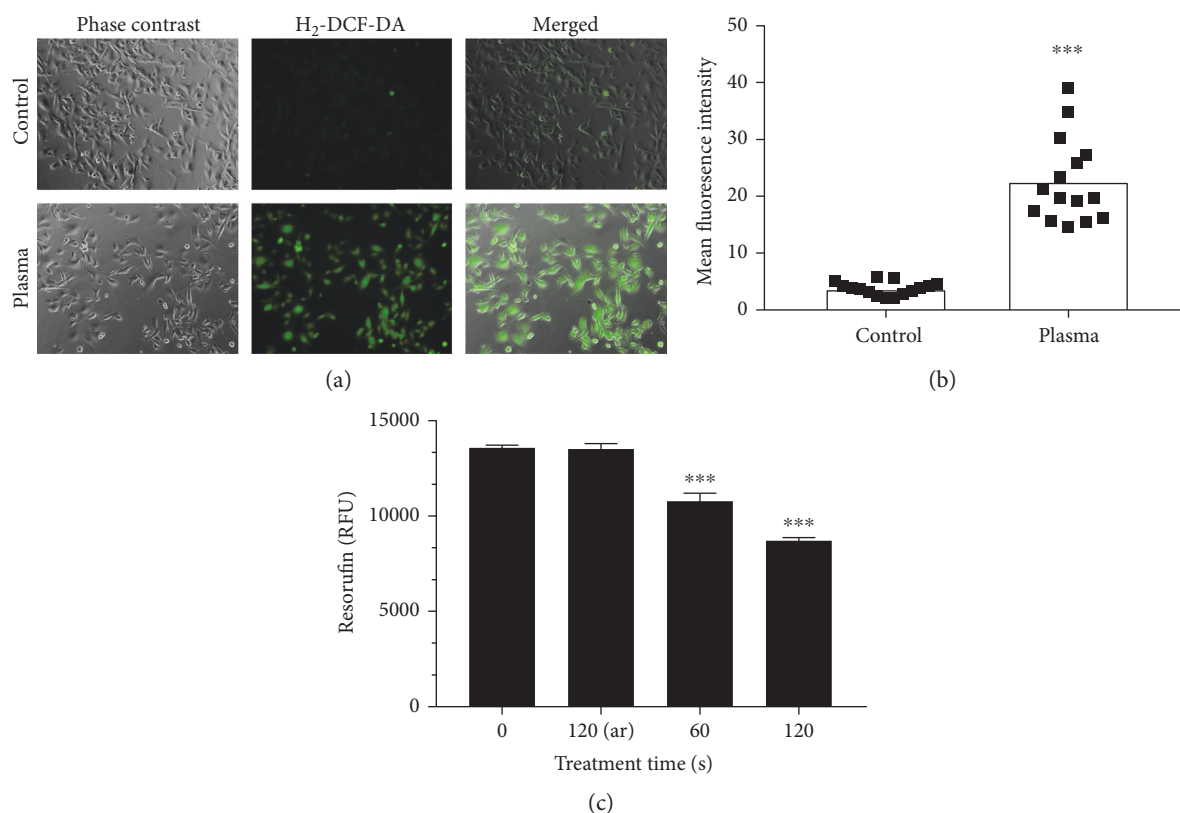 Phase contrast
H₂-DCF-DA
Merged
Control
Plasma
(a)
Mean fluoresence intensity
50
40
30
20
10
0
***
Control
Plasma
(b)
Resorufin (RFU)
15000
10000
5000
0
***
***
0
120 (ar)
60
120
Treatment time (s)
(c)